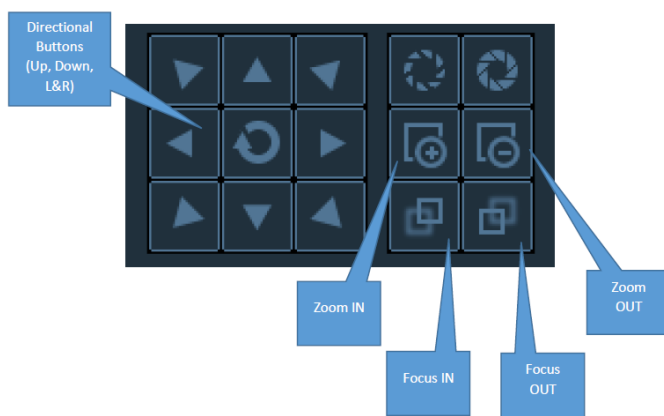 Directional
Buttons
(Up, Down,
L&R)
Zoom IN
Zoom
OUT
Focus IN
Focus
OUT